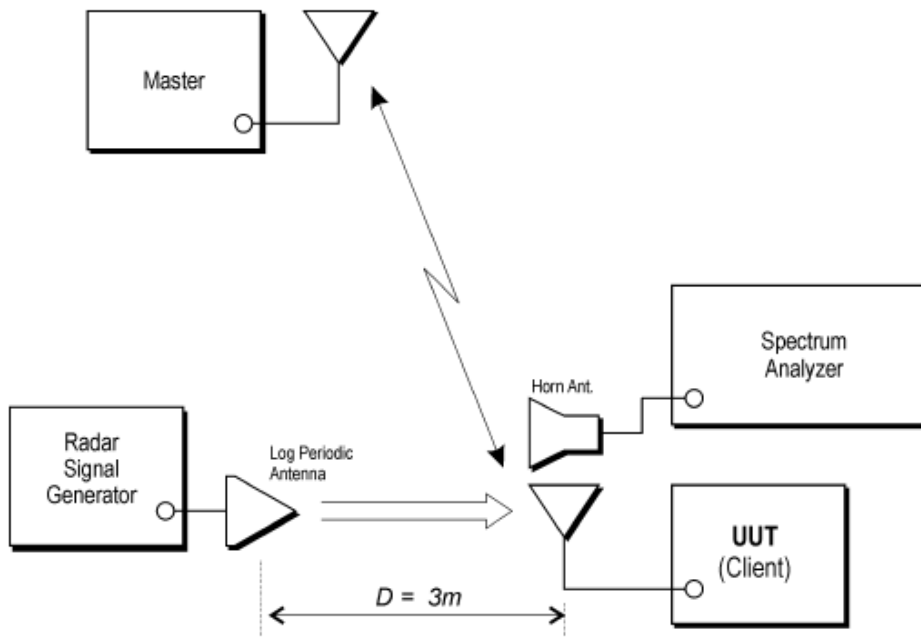 Master
Spectrum
Analyzer
Horn Ant.
Radar
Signal
Generator
Log Periodic
Antenna
UUT
(Client)
D = 3m